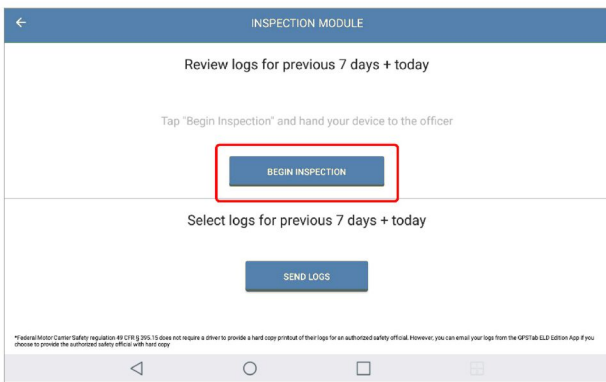 INSPECTION MODULE
Review logs for previous 7 days + today
Tap "Begin Inspection" and hand your device to the officer
BEGIN INSPECTION
Select logs for previous 7 days + today
SEND LOGS
*Federal Motor Carrier Safety regulation 49 CFR § 395.15 does not require a driver to provide a hard copy printout of their logs for an authorized safety official. However, you can email your logs from the GPSTab ELD Edition App if you
choose to provide the authorized safety official with hard copy